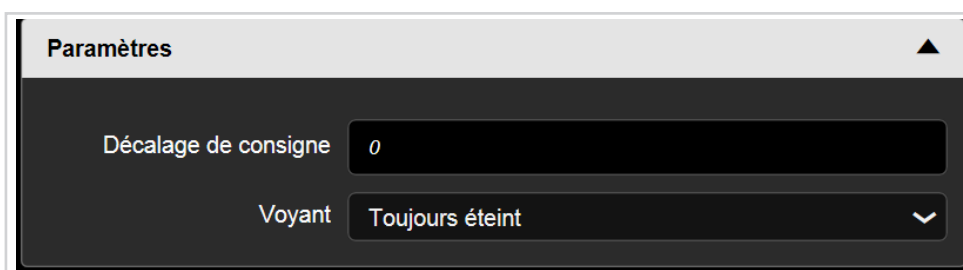 Paramètres
Décalage de consigne 0
Voyant Toujours éteint